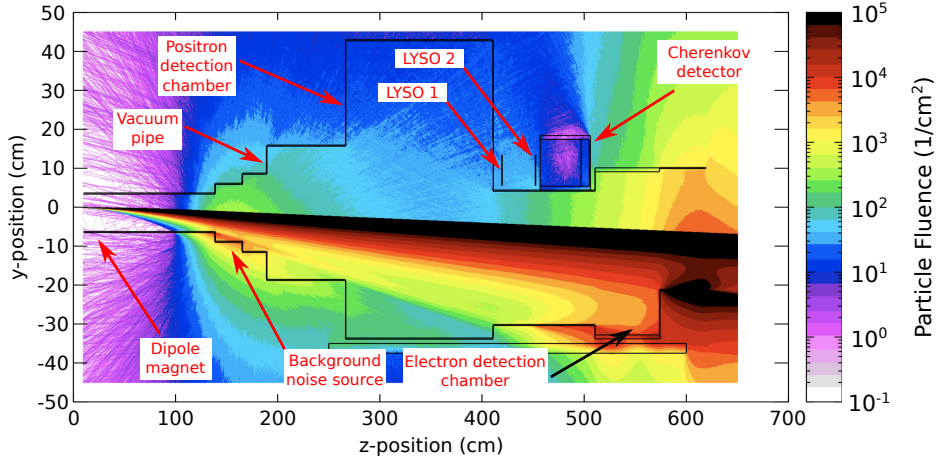 50
40
30
20
10
0
-10
-20
-30
-40
-50
y-position (cm)
0
100
200
300
400
500
600
700
z-position (cm)
Positron
detection
chamber
Vacuum
pipe
LYSO 2
LYSO 1
Cherenkov
detector
Dipole
magnet
Background
noise source
Electron detection
chamber
10^5
10^4
10^3
10^2
10^1
10^0
10^-1
Particle Fluence (1/cm^2)